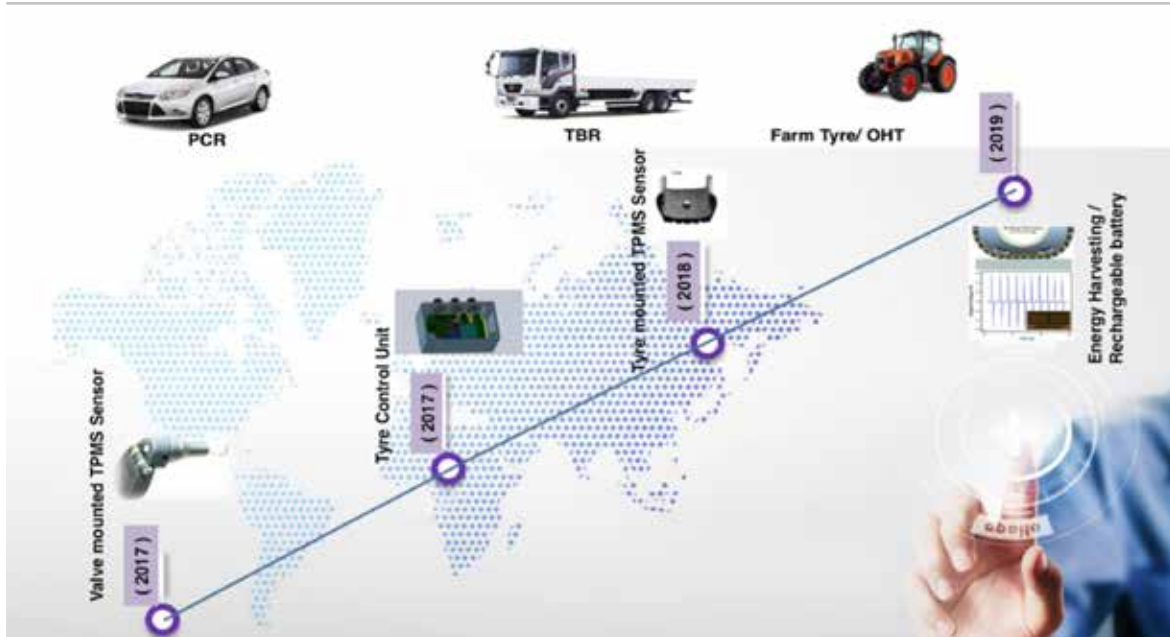 PCR
TBR
Farm Tyre/ OHT
Valve mounted TPMS Sensor
( 2017 )
Tyre Control Unit
( 2017 )
Tyre mounted TPMS Sensor
( 2018 )
( 2019 )
Energy Harvesting /
Rechargeable battery